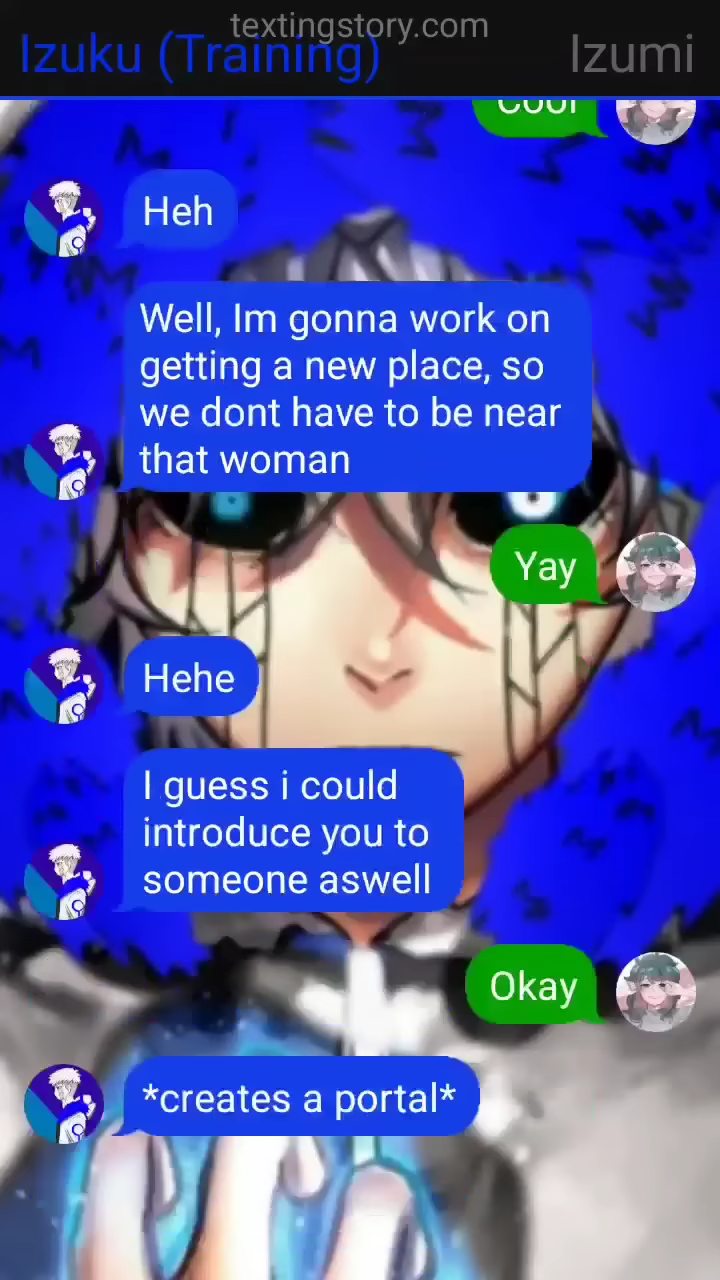 textingstory.com
Izuku (Training)
Izumi
Cool
Heh
Well, Im gonna work on
getting a new place, so
we dont have to be near
that woman
Yay
Hehe
I guess i could
introduce you to
someone aswell
Okay
*creates a portal*